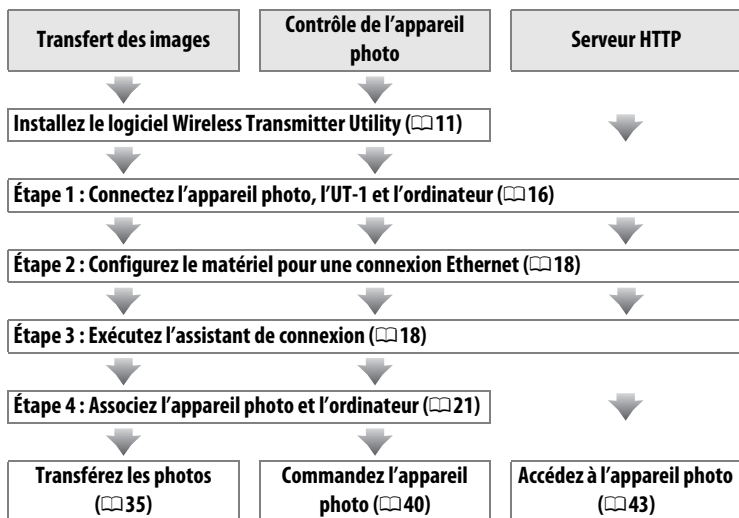 Transfert des images
Contrôle de l’appareil
photo
Serveur HTTP
Installez le logiciel Wireless Transmitter Utility (📖11)
Étape 1 : Connectez l’appareil photo, l’UT-1 et l’ordinateur (📖16)
Étape 2 : Configurez le matériel pour une connexion Ethernet (📖18)
Étape 3 : Exécutez l’assistant de connexion (📖18)
Étape 4 : Associez l’appareil photo et l’ordinateur (📖21)
Transférez les photos
(📖35)
Commandez l’appareil
photo (📖40)
Accédez à l’appareil photo
(📖43)